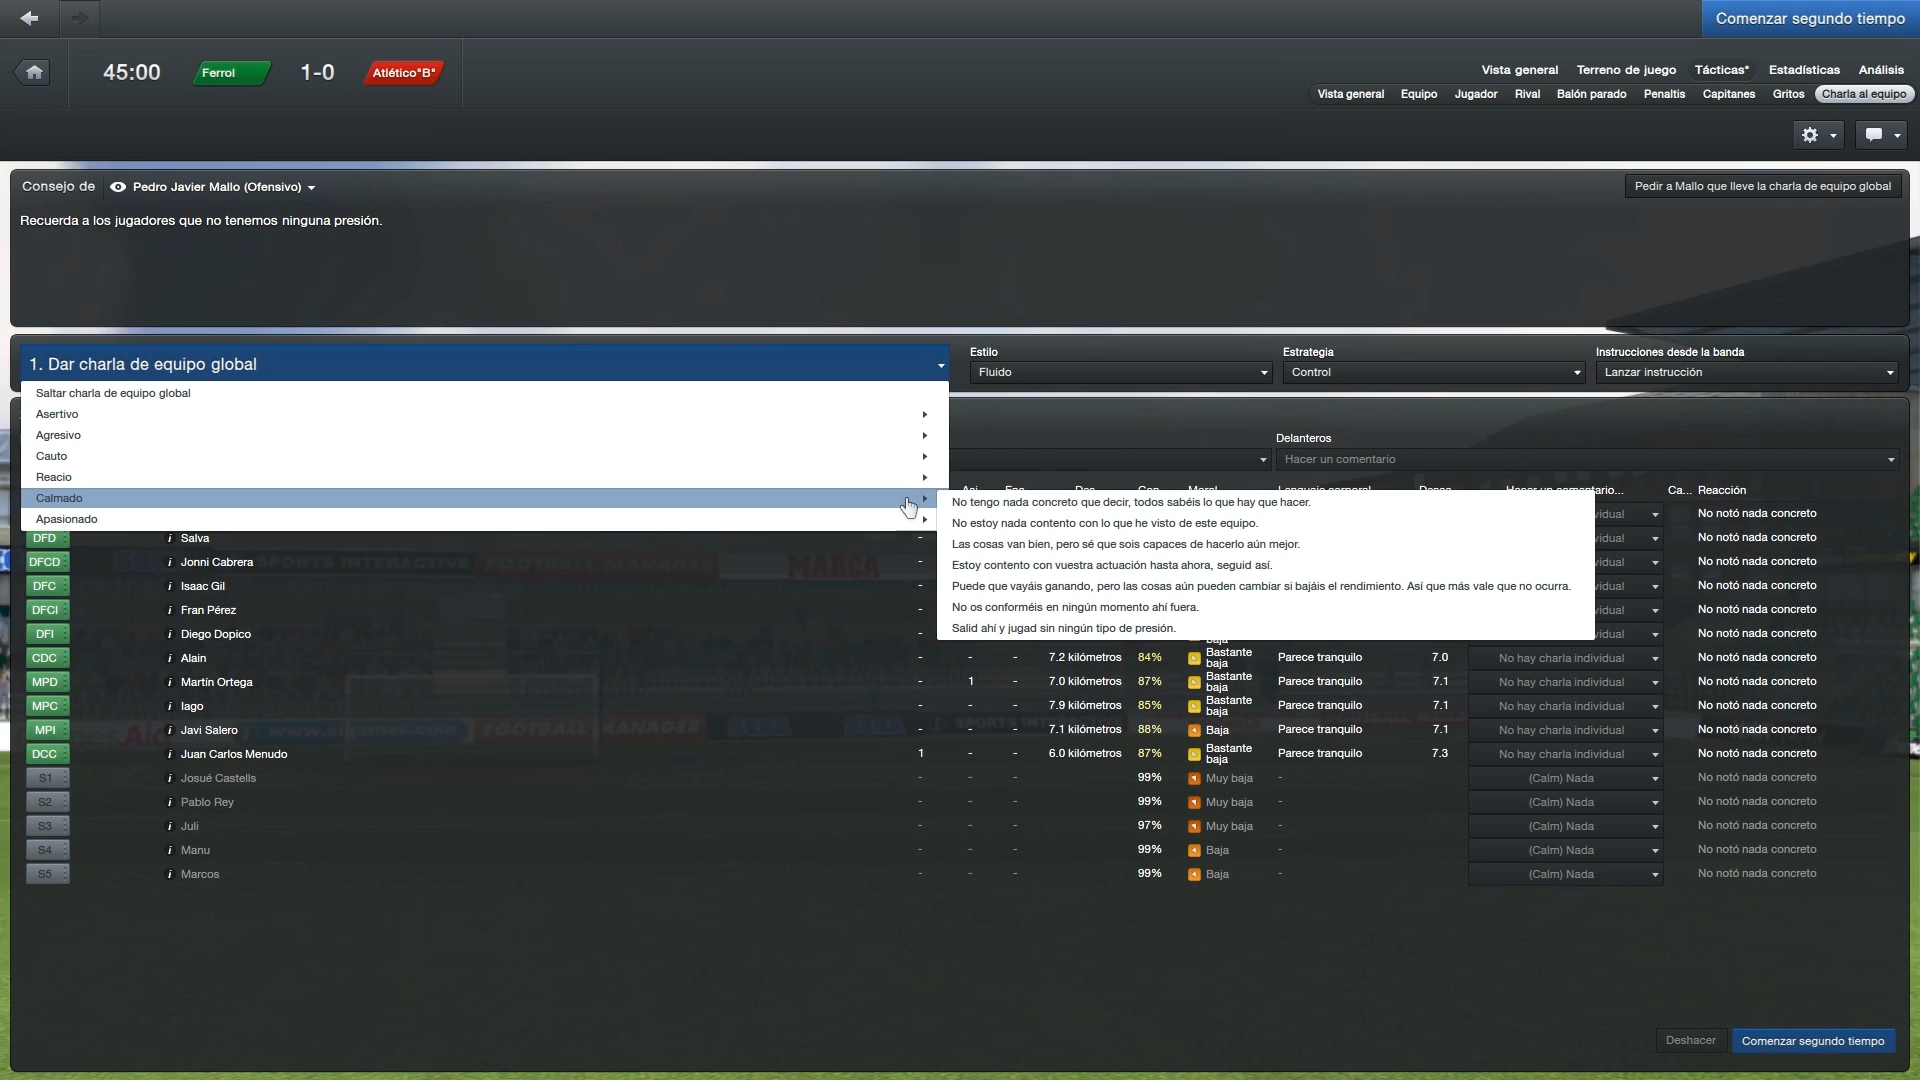 Comenzar segundo tiempo
45:00 Ferrol 1-0 Atlético"B"
Vista general Terreno de juego Tácticas* Estadísticas Análisis
Vista general Equipo Jugador Rival Balón parado Penaltis Capitanes Gritos Charla al equipo
Consejo de Pedro Javier Mallo (Ofensivo) Pedir a Mallo que lleve la charla de equipo global
Recuerda a los jugadores que no tenemos ninguna presión.
1. Dar charla de equipo global
Estilo Estrategia Instrucciones desde la banda
Fluido Control Lanzar instrucción
Saltar charla de equipo global
Asertivo
Agresivo
Cauto
Reacio
Calmado
Apasionado
Delanteros
Hacer un comentario
Ca... Reacción
No tengo nada concreto que decir, todos sabéis lo que hay que hacer.
No estoy nada contento con lo que he visto de este equipo.
Las cosas van bien, pero sé que sois capaces de hacerlo aún mejor.
Estoy contento con vuestra actuación hasta ahora, seguid así.
Puede que vayáis ganando, pero las cosas aún pueden cambiar si bajáis el rendimiento. Así que más vale que no ocurra.
No os conforméis en ningún momento ahí fuera.
Salid ahí y jugad sin ningún tipo de presión.
No notó nada concreto
DFD i Salva - No notó nada concreto
DFCD i Jonni Cabrera - No notó nada concreto
DFC i Isaac Gil - No notó nada concreto
DFCI i Fran Pérez - No notó nada concreto
DFI i Diego Dopico - No notó nada concreto
CDC i Alain - - - 7.2 kilómetros 84% Bastante baja Parece tranquilo 7.0 No hay charla individual No notó nada concreto
MPD i Martín Ortega - 1 - 7.0 kilómetros 87% Bastante baja Parece tranquilo 7.1 No hay charla individual No notó nada concreto
MPC i Iago - - - 7.9 kilómetros 85% Bastante baja Parece tranquilo 7.1 No hay charla individual No notó nada concreto
MPI i Javi Salero - - - 7.1 kilómetros 88% Baja Parece tranquilo 7.1 No hay charla individual No notó nada concreto
DCC i Juan Carlos Menudo 1 - - 6.0 kilómetros 87% Bastante baja Parece tranquilo 7.3 No hay charla individual No notó nada concreto
S1 i Josué Castells - - - 99% Muy baja - (Calm) Nada No notó nada concreto
S2 i Pablo Rey - - - 99% Muy baja - (Calm) Nada No notó nada concreto
S3 i Juli - - - 97% Muy baja - (Calm) Nada No notó nada concreto
S4 i Manu - - - 99% Baja - (Calm) Nada No notó nada concreto
S5 i Marcos - - - 99% Baja - (Calm) Nada No notó nada concreto
Deshacer Comenzar segundo tiempo